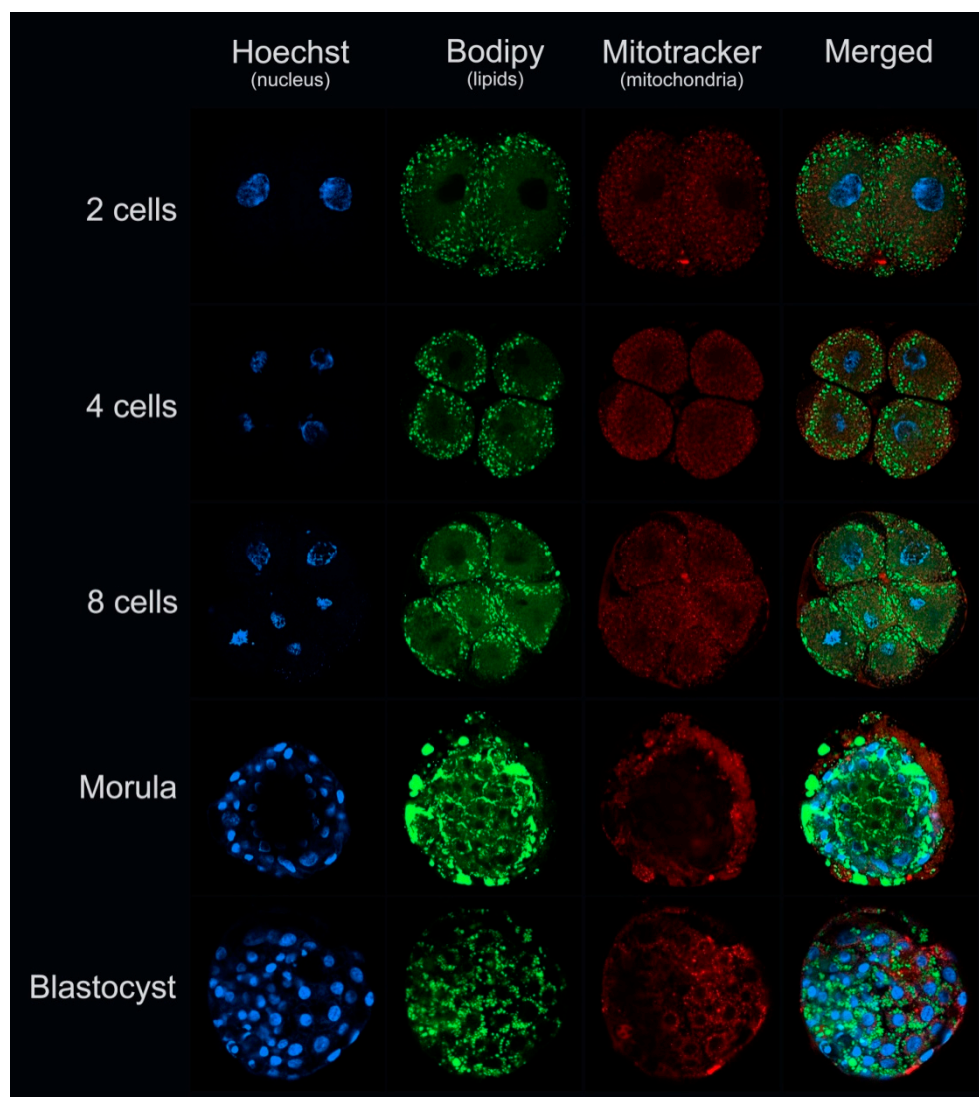 Hoechst
(nucleus)
Bodipy
(lipids)
Mitotracker
(mitochondria)
Merged
2 cells
4 cells
8 cells
Morula
Blastocyst